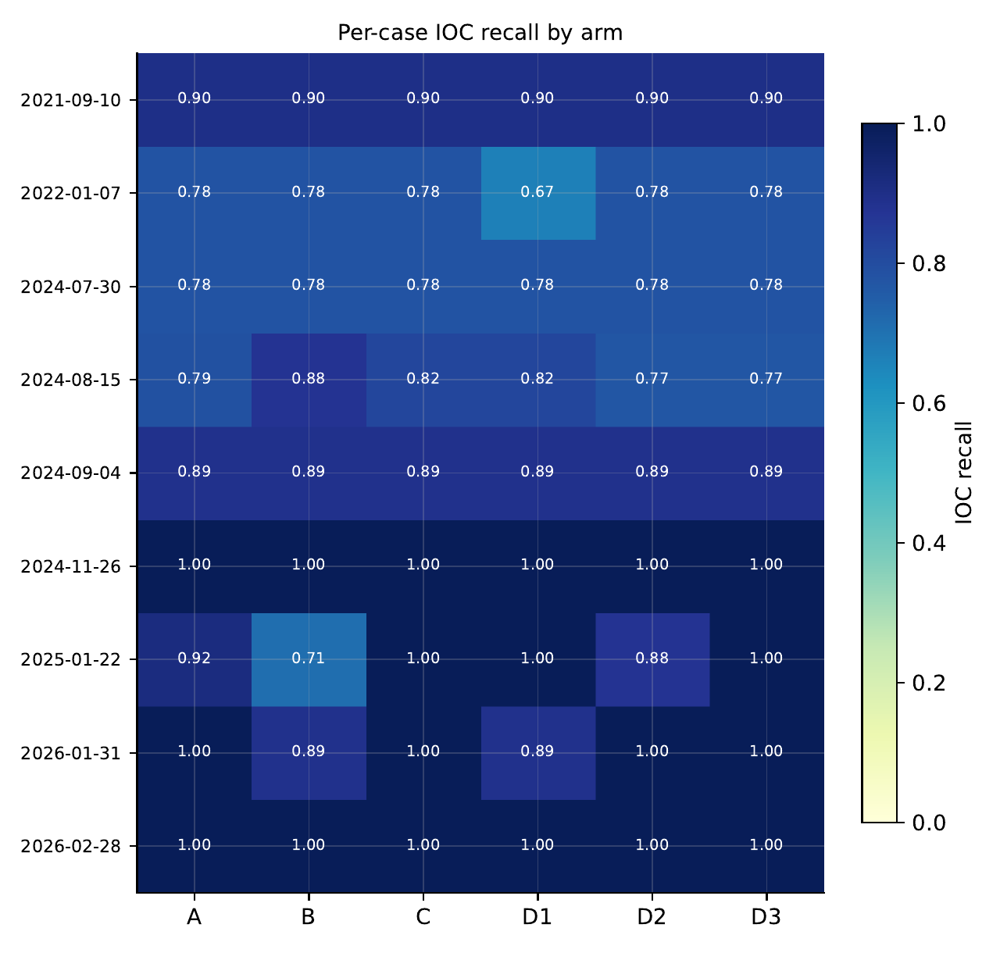 Per-case IOC recall by arm
2021-09-10 0.90 0.90 0.90 0.90 0.90 0.90
2022-01-07 0.78 0.78 0.78 0.67 0.78 0.78
2024-07-30 0.78 0.78 0.78 0.78 0.78 0.78
2024-08-15 0.79 0.88 0.82 0.82 0.77 0.77
2024-09-04 0.89 0.89 0.89 0.89 0.89 0.89
2024-11-26 1.00 1.00 1.00 1.00 1.00 1.00
2025-01-22 0.92 0.71 1.00 1.00 0.88 1.00
2026-01-31 1.00 0.89 1.00 0.89 1.00 1.00
2026-02-28 1.00 1.00 1.00 1.00 1.00 1.00
A B C D1 D2 D3
1.0
0.8
0.6
0.4
0.2
0.0
IOC recall